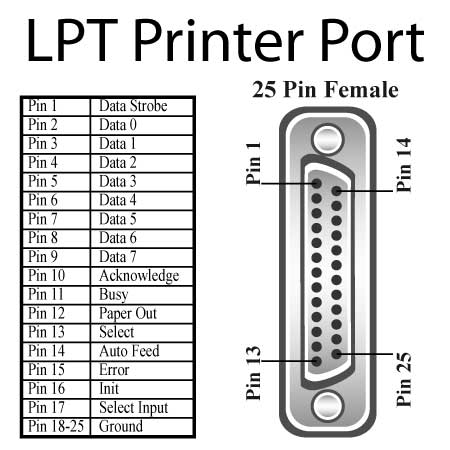 LPT Printer Port
25 Pin Female
Pin 1 Data Strobe
Pin 2 Data 0
Pin 3 Data 1
Pin 4 Data 2
Pin 5 Data 3
Pin 6 Data 4
Pin 7 Data 5
Pin 8 Data 6
Pin 9 Data 7
Pin 10 Acknowledge
Pin 11 Busy
Pin 12 Paper Out
Pin 13 Select
Pin 14 Auto Feed
Pin 15 Error
Pin 16 Init
Pin 17 Select Input
Pin 18-25 Ground
Pin 1
Pin 14
Pin 13
Pin 25